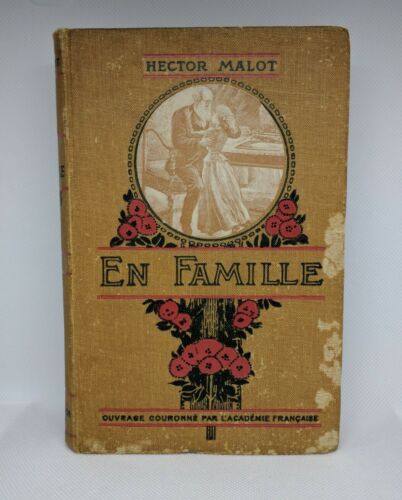 HECTOR MALOT
EN FAMILLE
OUVRAGE COURONNÉ PAR L'ACADÉMIE FRANÇAISE